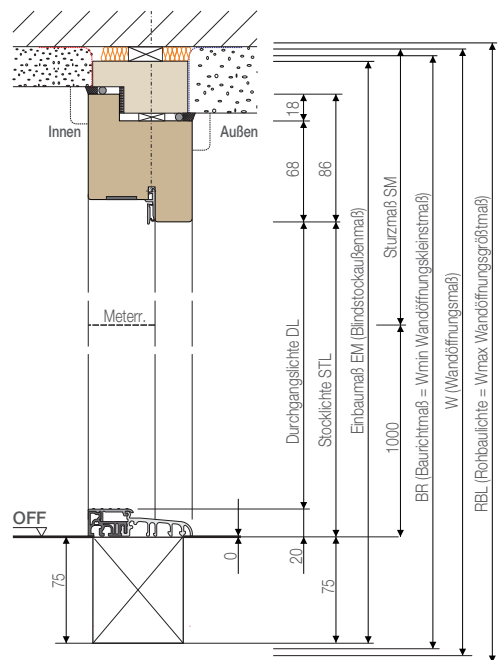 Innen
Außen
18
68
86
Sturzmaß SM
Meterr.
Durchgangslichte DL
Stocklichte STL
Einbaumaß EM (Blindstockaußenmaß)
1000
BR (Baurichtmaß = Wmin Wandöffnungskleinstmaß)
W (Wandöffnungsmaß)
RBL (Rohbaulichte = Wmax Wandöffnungsgrößtmaß)
OFF
75
0
20
75